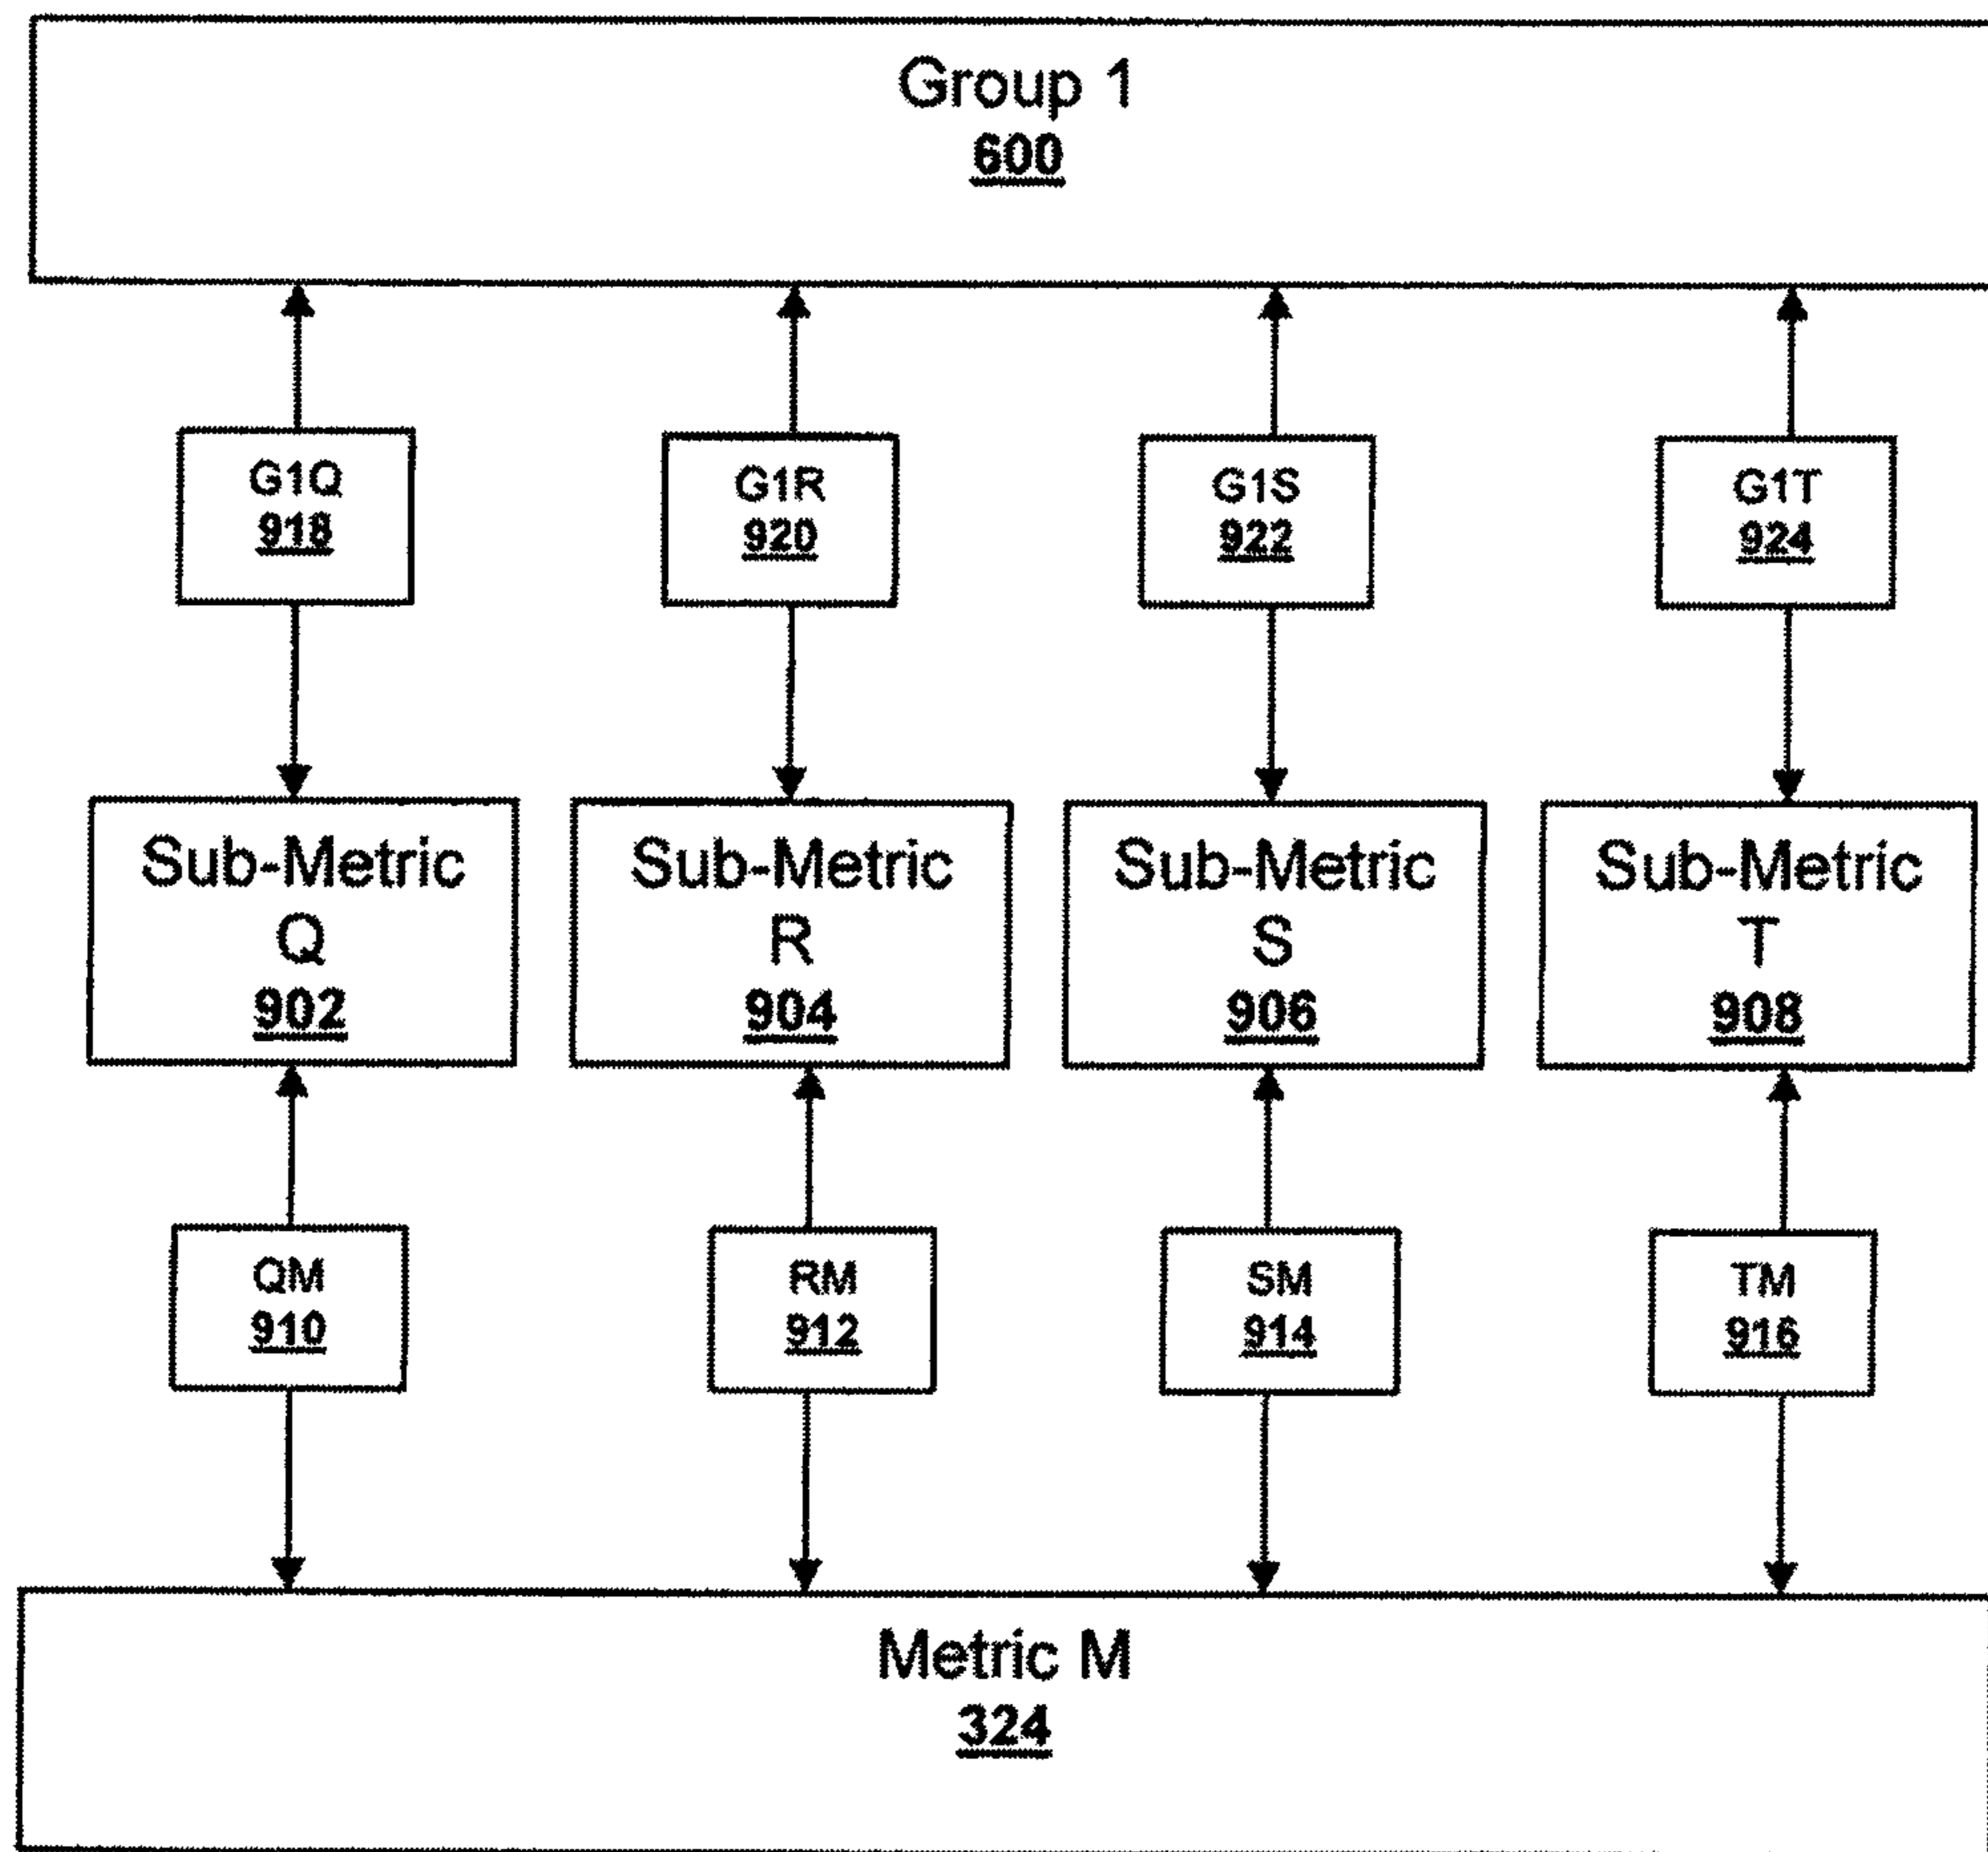 Group 1
600
G1Q
918
G1R
920
G1S
922
G1T
924
Sub-Metric
Q
902
Sub-Metric
R
904
Sub-Metric
S
906
Sub-Metric
T
908
QM
910
RM
912
SM
914
TM
916
Metric M
324